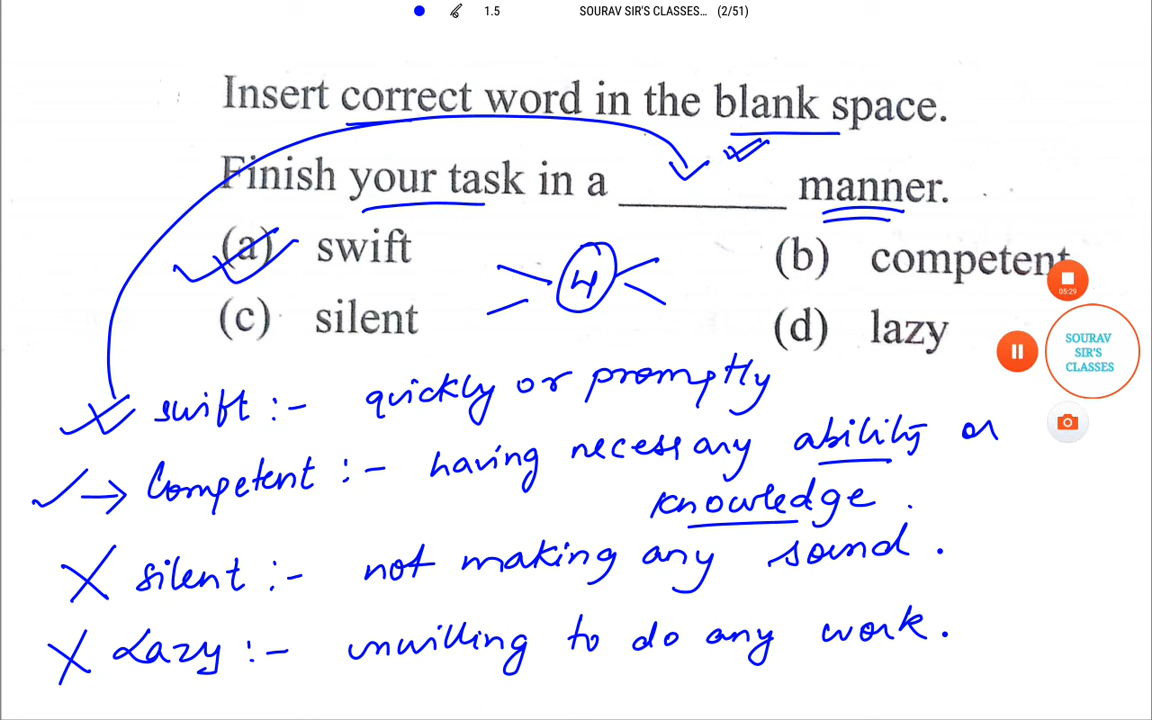 1.5 SOURAV SIR'S CLASSES... (2/51)
Insert correct word in the blank space.
Finish your task in a ________ manner.
(a) swift (b) competent
(c) silent (d) lazy
4
05:29
SOURAV
SIR'S
CLASSES
swift :- quickly or promptly
Competent :- having necessary ability or
knowledge.
silent :- not making any sound.
Lazy :- unwilling to do any work.